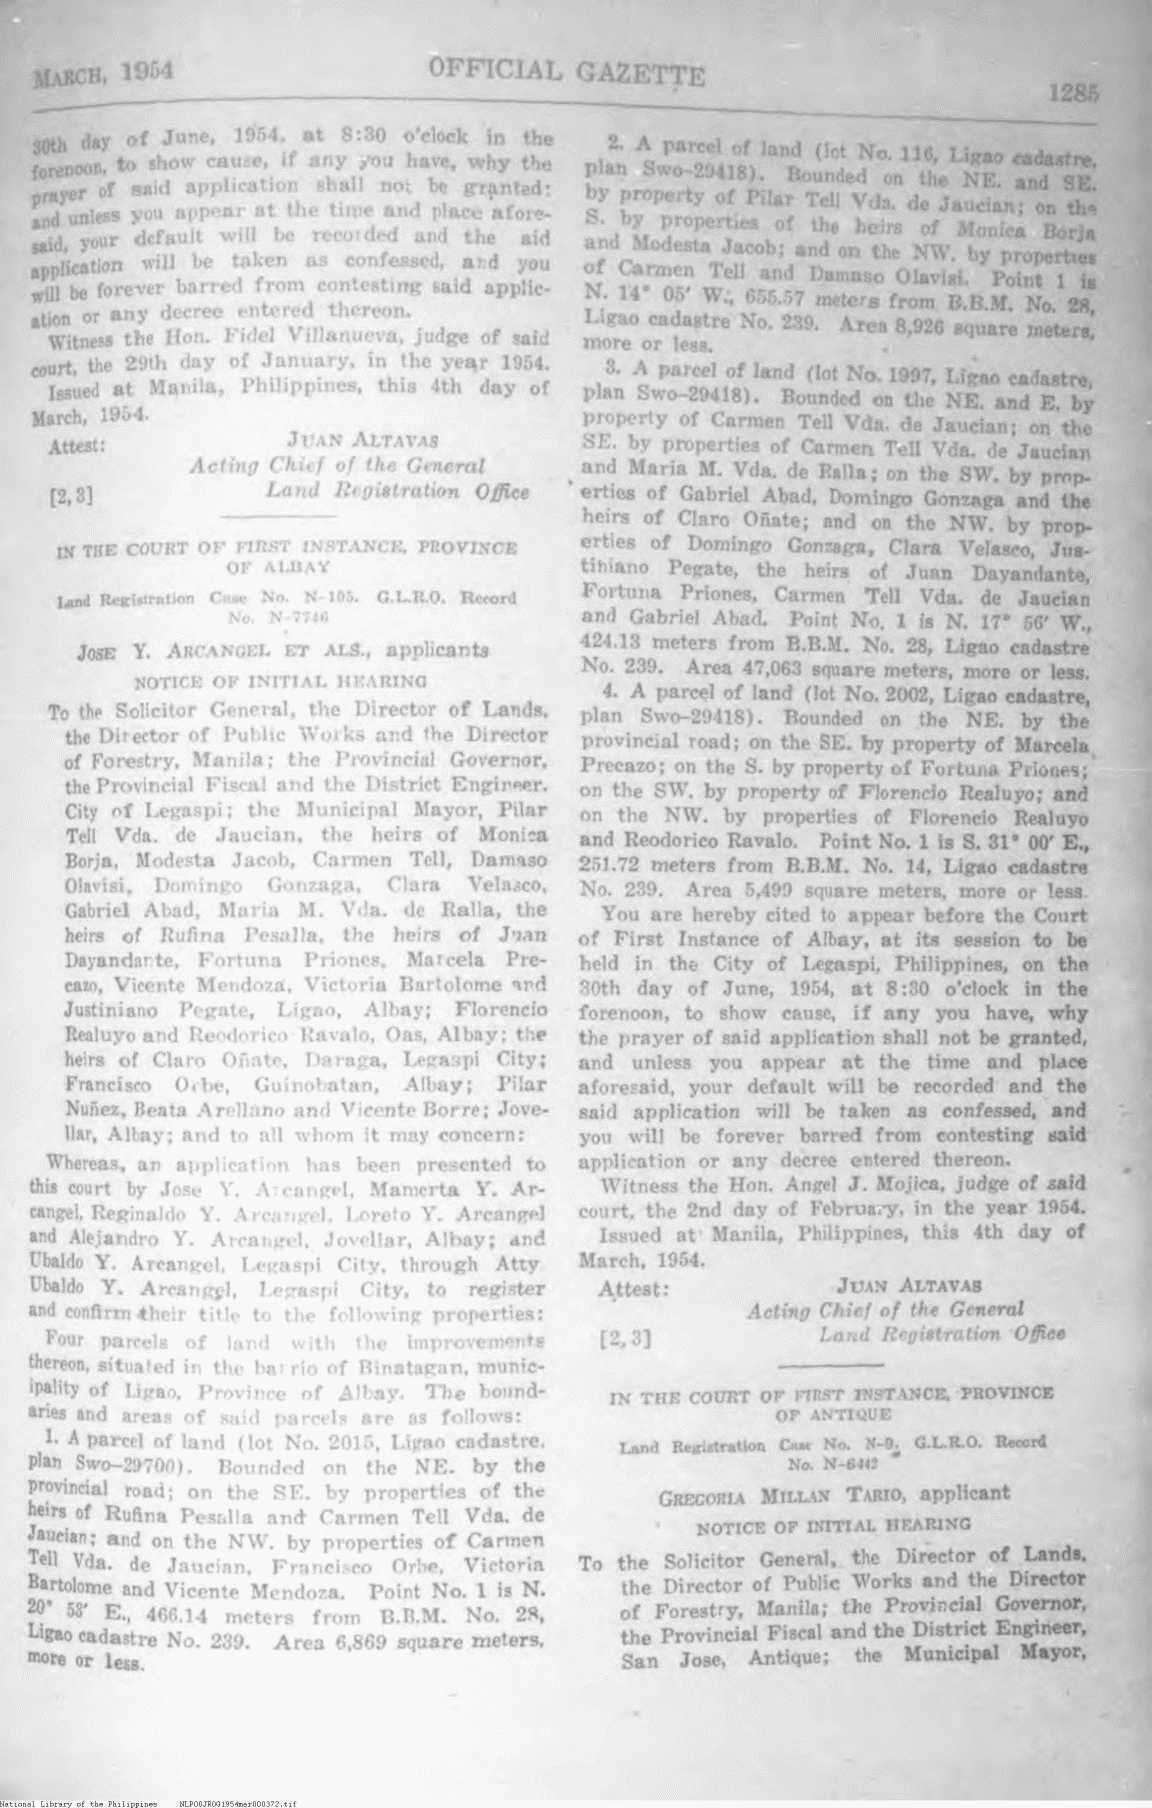 MARCH, 1954
OFFICIAL GAZETTE
1285
30th day of June, 1954, at 8:30 o'clock in the
forenoon, to show cause, if any you have, why the
prayer of said application shall not be granted;
and unless you appear at the time and place afore-
said, your default will be recorded and the aid
application will be taken as confessed, and you
will be forever barred from contesting said applic-
ation or any decree entered thereon.
Witness the Hon. Fidel Villanueva, judge of said
court, the 29th day of January, in the year 1954.
Issued at Manila, Philippines, this 4th day of
March, 1954.
Attest:
JUAN ALTAVAS
Acting Chief of the General
[2, 3]
Land Registration Office
IN THE COURT OF FIRST INSTANCE, PROVINCE
OF ALBAY
Land Registration Case No. N-105. G.L.R.O. Record
No. N-7746
JOSE Y. ARCANGEL ET ALS., applicants
NOTICE OF INITIAL HEARING
To the Solicitor General, the Director of Lands,
the Director of Public Works and the Director
of Forestry, Manila; the Provincial Governor,
the Provincial Fiscal and the District Engineer,
City of Legaspi; the Municipal Mayor, Pilar
Tell Vda. de Jaucian, the heirs of Monica
Borja, Modesta Jacob, Carmen Tell, Damaso
Olavisi, Domingo Gonzaga, Clara Velasco,
Gabriel Abad, Maria M. Vda. de Ralla, the
heirs of Rufina Pesalla, the heirs of Juan
Dayandante, Fortuna Priones, Marcela Pre-
cazo, Vicente Mendoza, Victoria Bartolome and
Justiniano Pegate, Ligao, Albay; Florencio
Realuyo and Reodorico Ravalo, Oas, Albay; the
heirs of Claro Oñate, Daraga, Legaspi City;
Francisco Orbe, Guinobatan, Albay; Pilar
Nuñez, Beata Arellano and Vicente Borre; Jove-
llar, Albay; and to all whom it may concern:
Whereas, an application has been presented to
this court by Jose Y. Arcangel, Mamerta Y. Ar-
cangel, Reginaldo Y. Arcangel, Loreto Y. Arcangel
and Alejandro Y. Arcangel, Jovellar, Albay; and
Ubaldo Y. Arcangel, Legaspi City, through Atty
Ubaldo Y. Arcangel, Legaspi City, to register
and confirm their title to the following properties:
Four parcels of land with the improvements
thereon, situated in the barrio of Binatagan, munic-
ipality of Ligao, Province of Albay. The bound-
aries and areas of said parcels are as follows:
1. A parcel of land (lot No. 2015, Ligao cadastre,
plan Swo-29700). Bounded on the NE. by the
provincial road; on the SE. by properties of the
heirs of Rufina Pesalla and Carmen Tell Vda. de
Jaucian; and on the NW. by properties of Carmen
Tell Vda. de Jaucian, Francisco Orbe, Victoria
Bartolome and Vicente Mendoza. Point No. 1 is N.
20° 53' E., 466.14 meters from B.B.M. No. 28,
Ligao cadastre No. 239. Area 6,869 square meters,
more or less.
2. A parcel of land (lot No. 116, Ligao cadastre,
plan Swo-29418). Bounded on the NE. and SE.
by property of Pilar Tell Vda. de Jaucian; on the
S. by properties of the heirs of Monica Borja
and Modesta Jacob; and on the NW. by properties
of Carmen Tell and Damaso Olavisi. Point 1 is
N. 14° 05' W., 655.57 meters from B.B.M. No. 28,
Ligao cadastre No. 239. Area 8,926 square meters,
more or less.
3. A parcel of land (lot No. 1997, Ligao cadastre,
plan Swo-29418). Bounded on the NE. and E. by
property of Carmen Tell Vda. de Jaucian; on the
SE. by properties of Carmen Tell Vda. de Jaucian
and Maria M. Vda. de Ralla; on the SW. by prop-
erties of Gabriel Abad, Domingo Gonzaga and the
heirs of Claro Oñate; and on the NW. by prop-
erties of Domingo Gonzaga, Clara Velasco, Jus-
tihiano Pegate, the heirs of Juan Dayandante,
Fortuna Priones, Carmen Tell Vda. de Jaucian
and Gabriel Abad. Point No. 1 is N. 17° 56' W.,
424.13 meters from B.B.M. No. 28, Ligao cadastre
No. 239. Area 47,063 square meters, more or less.
4. A parcel of land (lot No. 2002, Ligao cadastre,
plan Swo-29418). Bounded on the NE. by the
provincial road; on the SE. by property of Marcela
Precazo; on the S. by property of Fortuna Priones;
on the SW. by property of Florencio Realuyo; and
on the NW. by properties of Florencio Realuyo
and Reodorico Ravalo. Point No. 1 is S. 31° 00' E.,
251.72 meters from B.B.M. No. 14, Ligao cadastre
No. 239. Area 5,499 square meters, more or less.
You are hereby cited to appear before the Court
of First Instance of Albay, at its session to be
held in the City of Legaspi, Philippines, on the
30th day of June, 1954, at 8:30 o'clock in the
forenoon, to show cause, if any you have, why
the prayer of said application shall not be granted,
and unless you appear at the time and place
aforesaid, your default will be recorded and the
said application will be taken as confessed, and
you will be forever barred from contesting said
application or any decree entered thereon.
Witness the Hon. Angel J. Mojica, judge of said
court, the 2nd day of February, in the year 1954.
Issued at Manila, Philippines, this 4th day of
March, 1954.
Attest:
JUAN ALTAVAS
Acting Chief of the General
[2, 3]
Land Registration Office
IN THE COURT OF FIRST INSTANCE, PROVINCE
OF ANTIQUE
Land Registration Case No. N-9. G.L.R.O. Record
No. N-6442
GREGORIA MILLAN TARIO, applicant
NOTICE OF INITIAL HEARING
To the Solicitor General, the Director of Lands,
the Director of Public Works and the Director
of Forestry, Manila; the Provincial Governor,
the Provincial Fiscal and the District Engineer,
San Jose, Antique; the Municipal Mayor,
National Library of the Philippines NLPO8JROG1954mar000372.tif